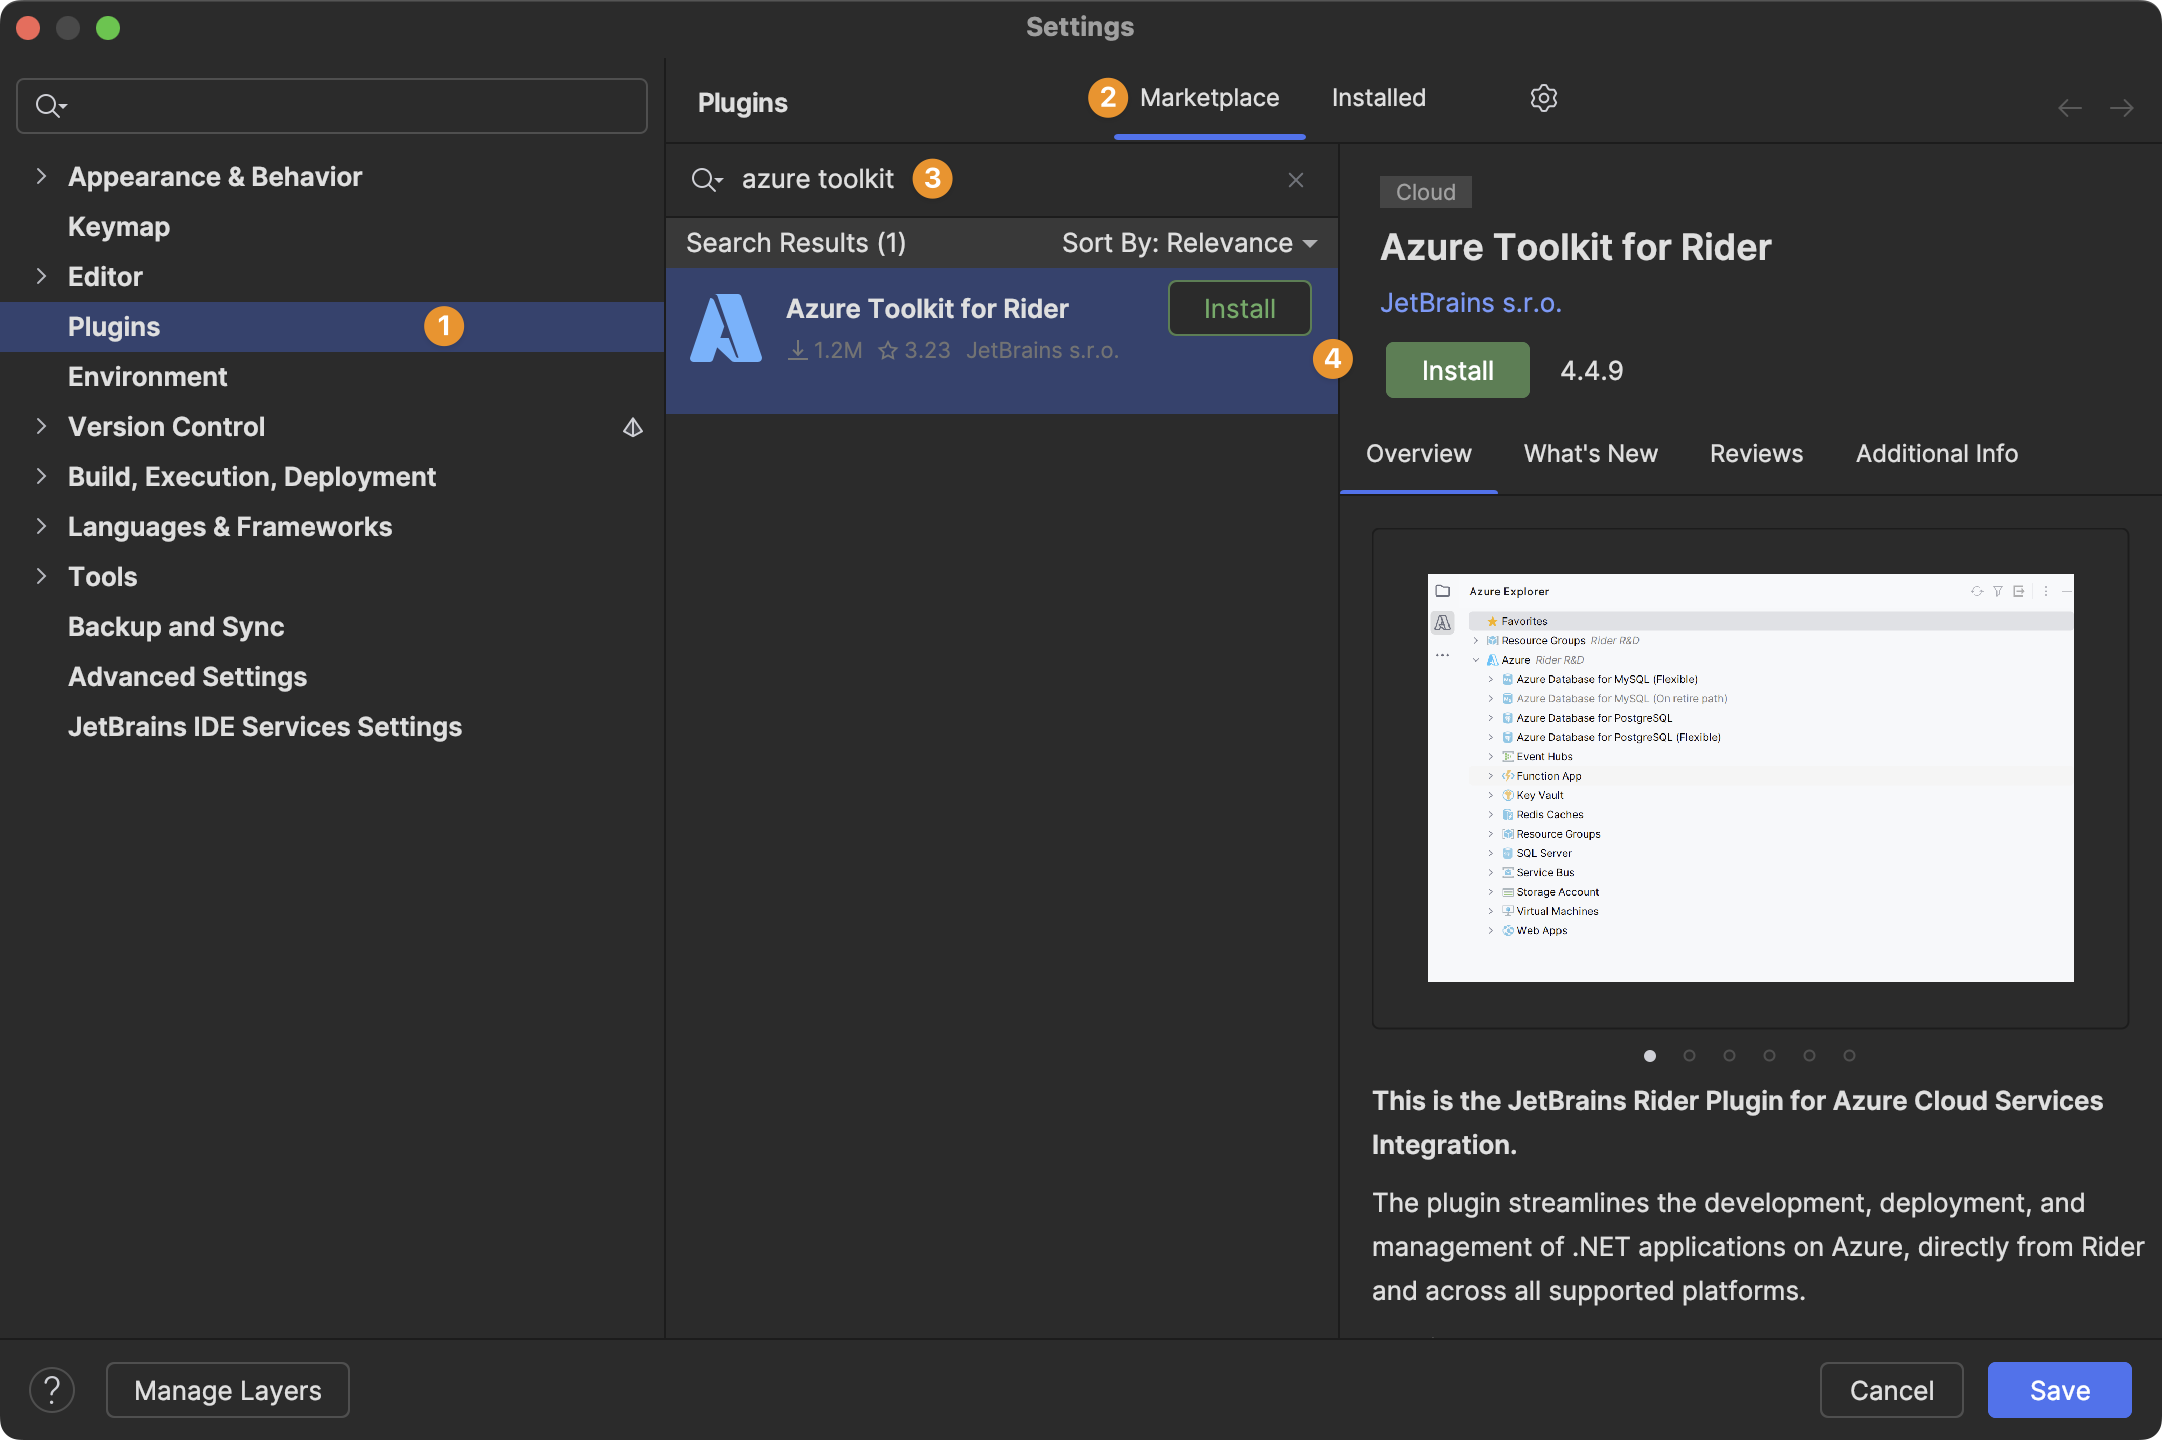 Settings
Appearance & Behavior
Keymap
Editor
Plugins
1
Environment
Version Control
Build, Execution, Deployment
Languages & Frameworks
Tools
Backup and Sync
Advanced Settings
JetBrains IDE Services Settings
Plugins
2
Marketplace
Installed
azure toolkit
3
Search Results (1)
Sort By: Relevance
Azure Toolkit for Rider
Install
1.2M
3.23
JetBrains s.r.o.
4
Cloud
Azure Toolkit for Rider
JetBrains s.r.o.
Install
4.4.9
Overview
What's New
Reviews
Additional Info
Azure Explorer
Favorites
Resource Groups Rider R&D
Azure Rider R&D
Azure Database for MySQL (Flexible)
Azure Database for MySQL (On retire path)
Azure Database for PostgreSQL
Azure Database for PostgreSQL (Flexible)
Event Hubs
Function App
Key Vault
Redis Caches
Resource Groups
SQL Server
Service Bus
Storage Account
Virtual Machines
Web Apps
This is the JetBrains Rider Plugin for Azure Cloud Services
Integration.
The plugin streamlines the development, deployment, and
management of .NET applications on Azure, directly from Rider
and across all supported platforms.
?
Manage Layers
Cancel
Save